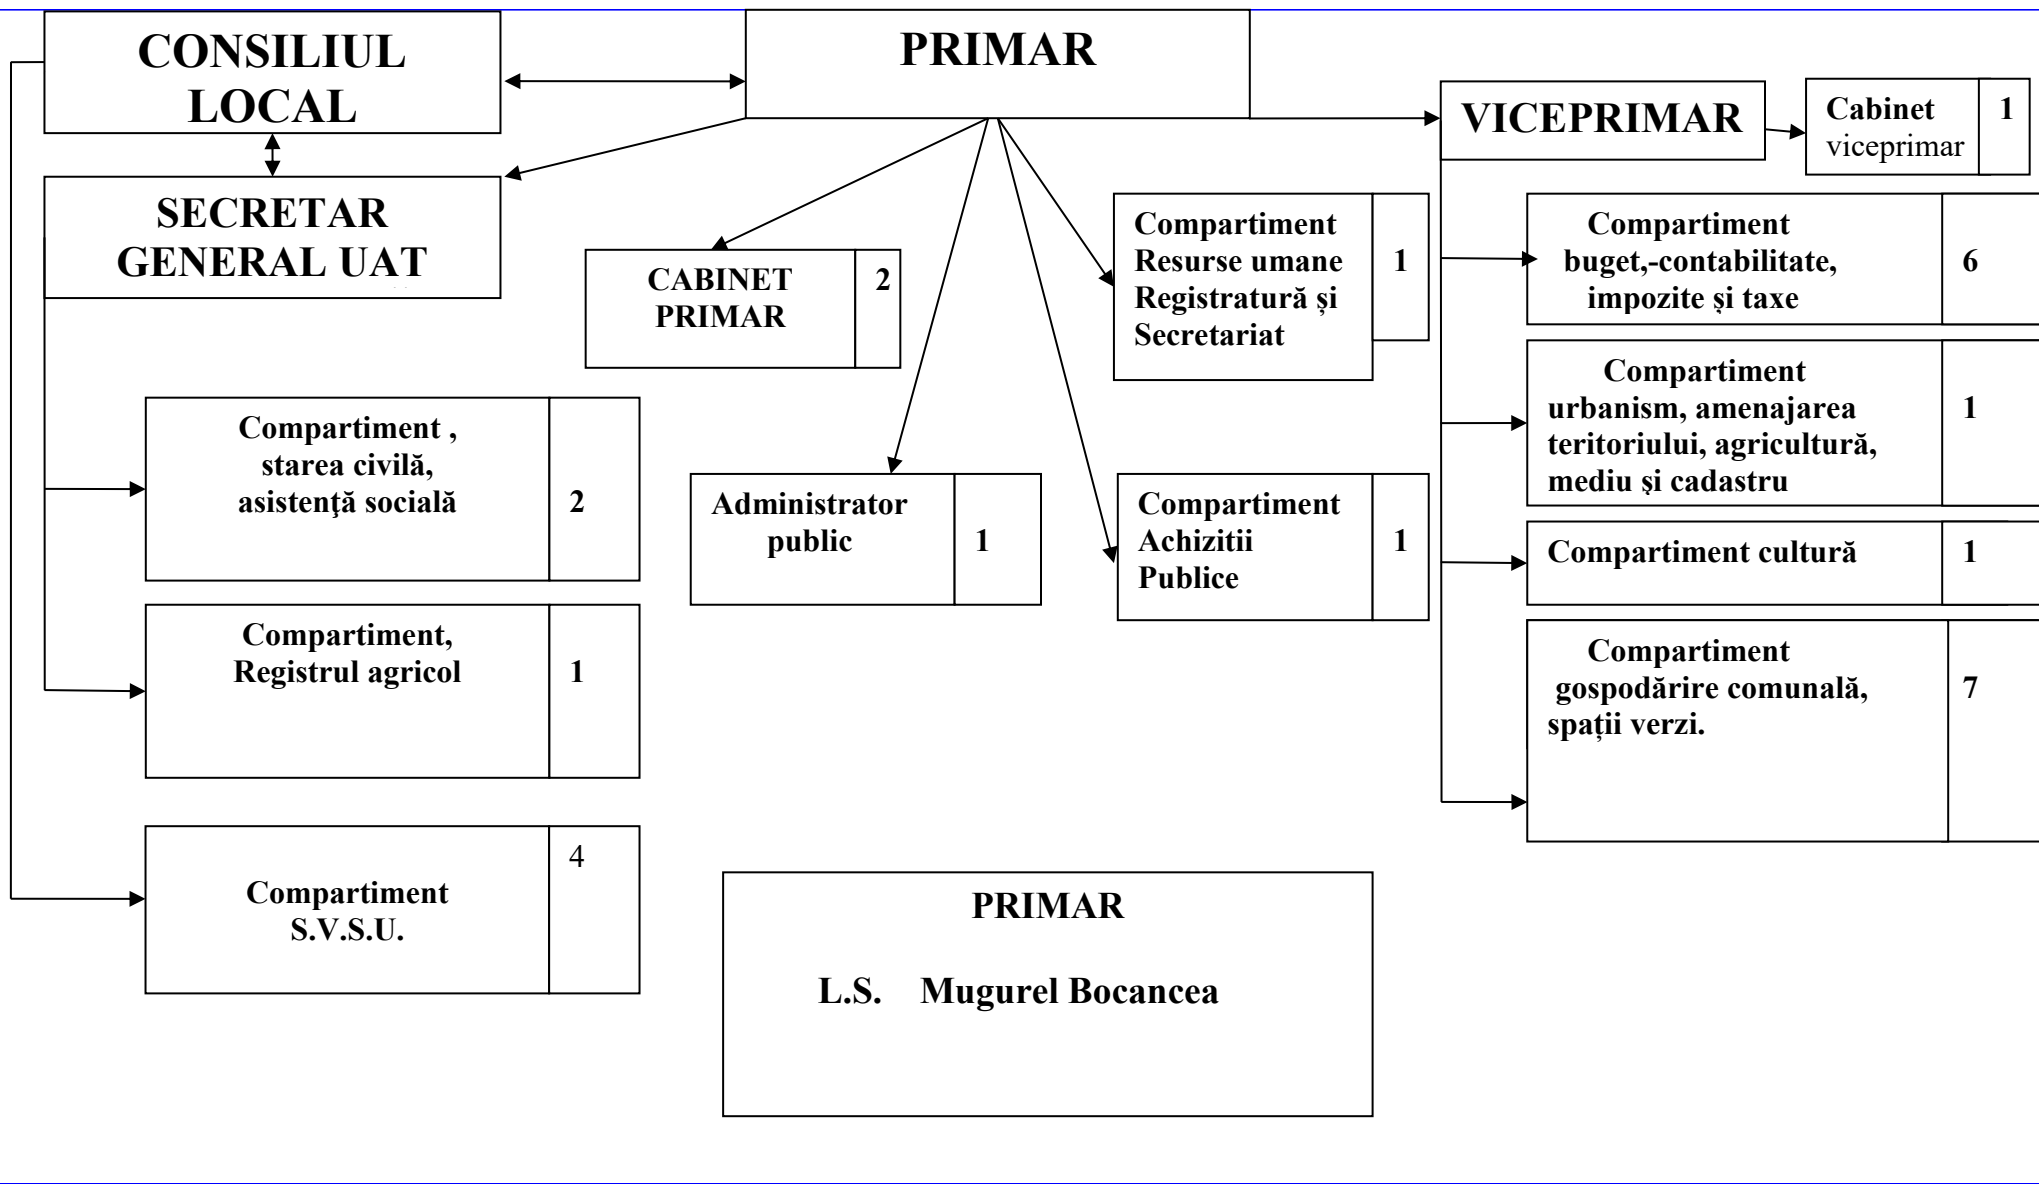 CONSILIUL
LOCAL
PRIMAR
VICEPRIMAR
Cabinet
viceprimar
1
SECRETAR
GENERAL UAT
CABINET
PRIMAR
2
Compartiment
Resurse umane
Registratură și
Secretariat
1
Compartiment
buget,-contabilitate,
impozite și taxe
6
Compartiment
urbanism, amenajarea
teritoriului, agricultură,
mediu și cadastru
1
Compartiment ,
starea civilă,
asistenţă socială
2
Administrator
public
1
Compartiment
Achizitii
Publice
1
Compartiment cultură
1
Compartiment,
Registrul agricol
1
Compartiment
gospodărire comunală,
spații verzi.
7
Compartiment
S.V.S.U.
4
PRIMAR
L.S. Mugurel Bocancea